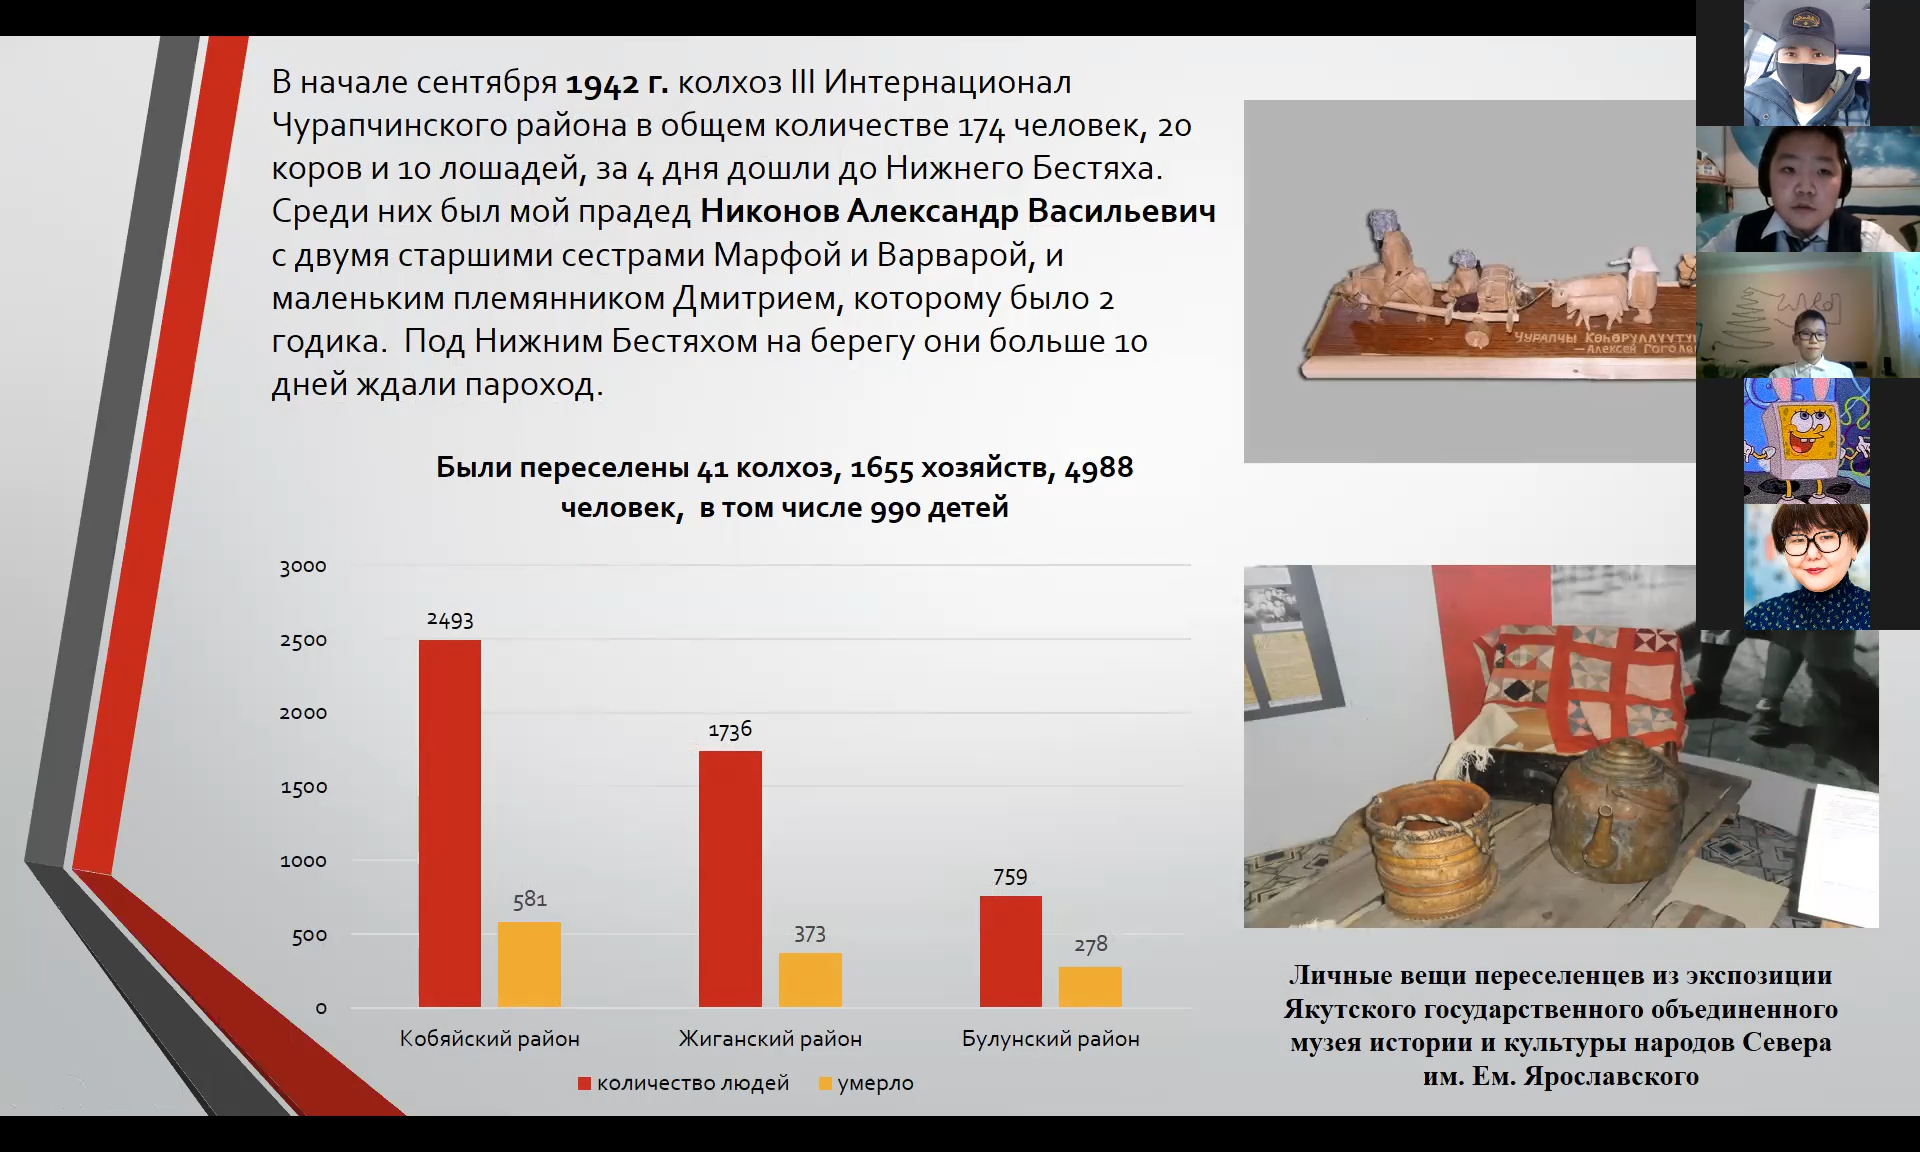 В начале сентября 1942 г. колхоз III Интернационал
Чурапчинского района в общем количестве 174 человек, 20
коров и 10 лошадей, за 4 дня дошли до Нижнего Бестяха.
Среди них был мой прадед Никонов Александр Васильевич
с двумя старшими сестрами Марфой и Варварой, и
маленьким племянником Дмитрием, которому было 2
годика. Под Нижним Бестяхом на берегу они больше 10
дней ждали пароход.
Были переселены 41 колхоз, 1655 хозяйств, 4988
человек, в том числе 990 детей
3000
2500
2000
1500
1000
500
0
2493
581
1736
373
759
278
Кобяйский район
Жиганский район
Булунский район
количество людей
умерло
Личные вещи переселенцев из экспозиции
Якутского государственного объединенного
музея истории и культуры народов Севера
им. Ем. Ярославского